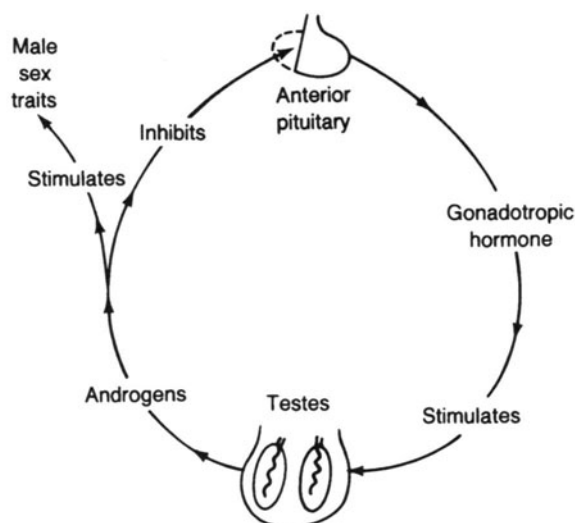 Male
sex
traits
Inhibits
Anterior
pituitary
Stimulates
Gonadotropic
hormone
Androgens
Testes
Stimulates